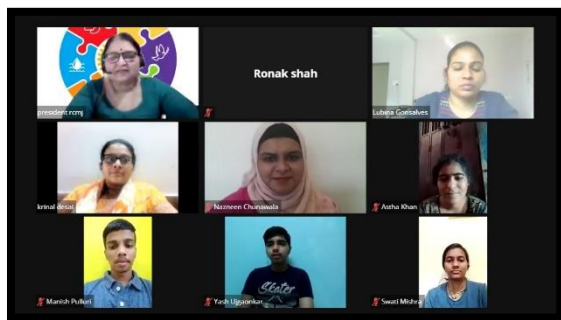 Ronak shah
president rcmj
Lubina Gonsalves
krinal desai
Nazneen Chunawala
Astha Khan
Manish Pulluri
Yash Ujgaonkar
Skater
Swati Mishra